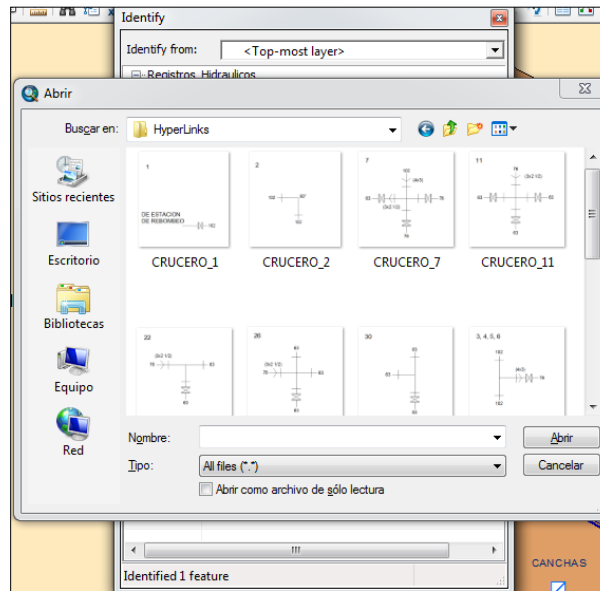 Identify
Identify from: <Top-most layer>
Registros_Hidraulicos
Abrir
Buscar en: HyperLinks
Sitios recientes
Escritorio
Bibliotecas
Equipo
Red
1
DE ESTACION
DE REBOMBEO
102
2
7
11
CRUCERO_1 CRUCERO_2 CRUCERO_7 CRUCERO_11
22
26
30
3, 4, 5, 6
Nombre:
Tipo: All files (*.*)
Abrir como archivo de sólo lectura
Abrir
Cancelar
Identified 1 feature
CANCHAS